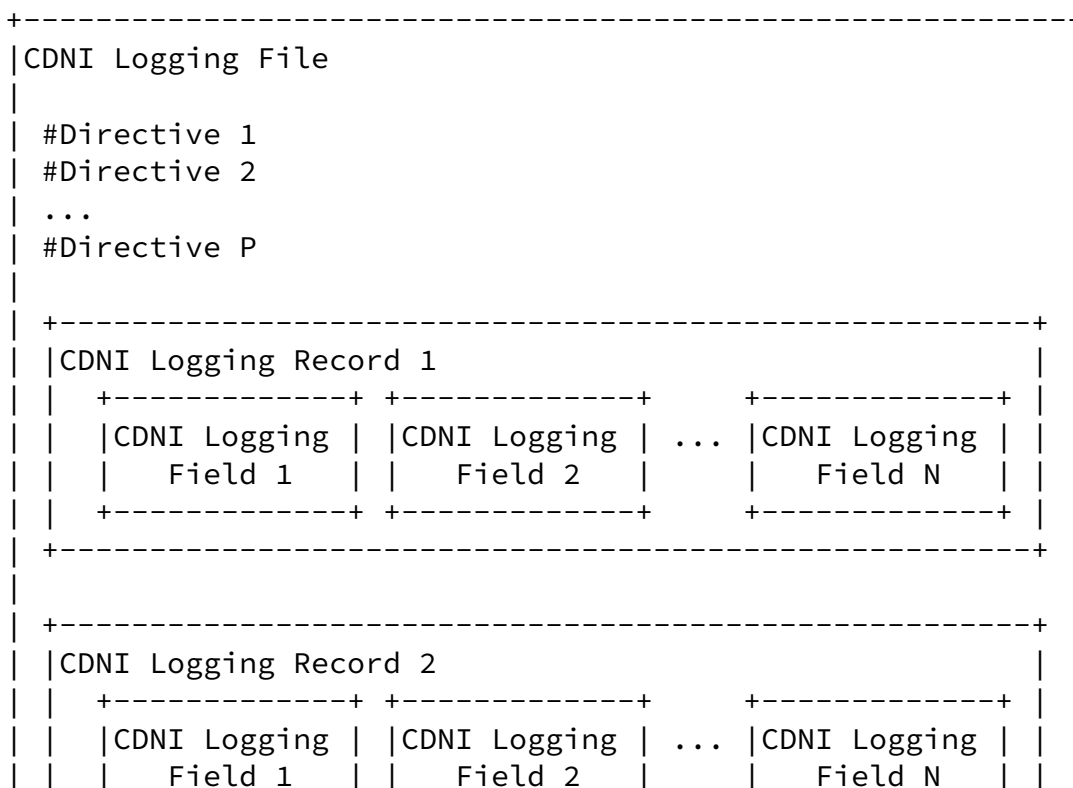 +-----------------------------------------------------------
|CDNI Logging File
|
| #Directive 1
| #Directive 2
| ...
| #Directive P
|
| +------------------------------------------------------+
| |CDNI Logging Record 1                                 |
| |  +-------------+ +-------------+     +-------------+ |
| |  |CDNI Logging | |CDNI Logging | ... |CDNI Logging | |
| |  |   Field 1   | |   Field 2   |     |   Field N   | |
| |  +-------------+ +-------------+     +-------------+ |
| +------------------------------------------------------+
|
| +------------------------------------------------------+
| |CDNI Logging Record 2                                 |
| |  +-------------+ +-------------+     +-------------+ |
| |  |CDNI Logging | |CDNI Logging | ... |CDNI Logging | |
| |  |   Field 1   | |   Field 2   |     |   Field N   | |